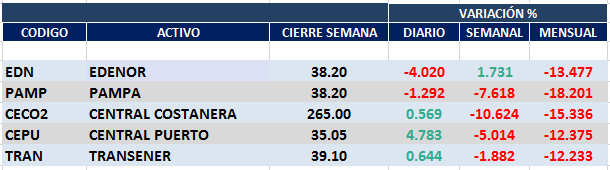 VARIACIÓN %
CODIGO ACTIVO CIERRE SEMANA DIARIO SEMANAL MENSUAL
EDN EDENOR 38.20 -4.020 1.731 -13.477
PAMP PAMPA 38.20 -1.292 -7.618 -18.201
CECO2 CENTRAL COSTANERA 265.00 0.569 -10.624 -15.336
CEPU CENTRAL PUERTO 35.05 4.783 -5.014 -12.375
TRAN TRANSENER 39.10 0.644 -1.882 -12.233